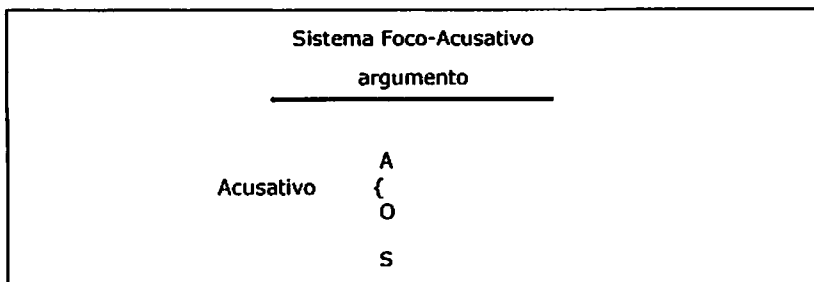 Sistema Foco-Acusativo
argumento
A
Acusativo {
O
S